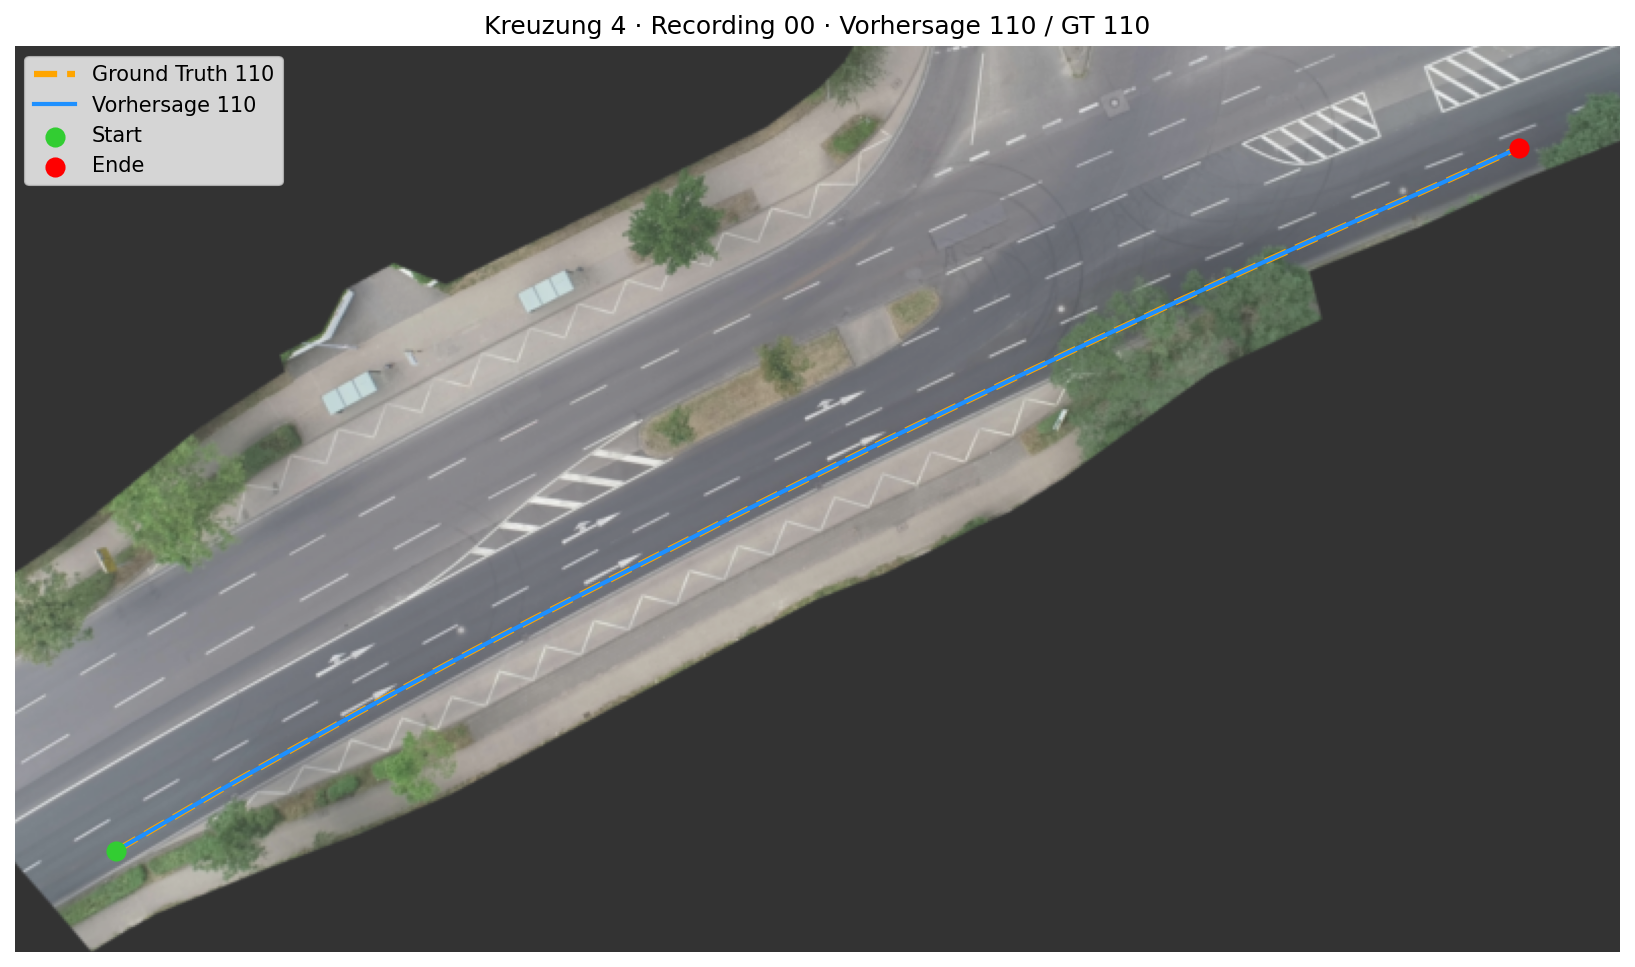 Kreuzung 4 · Recording 00 · Vorhersage 110 / GT 110
Ground Truth 110
Vorhersage 110
Start
Ende